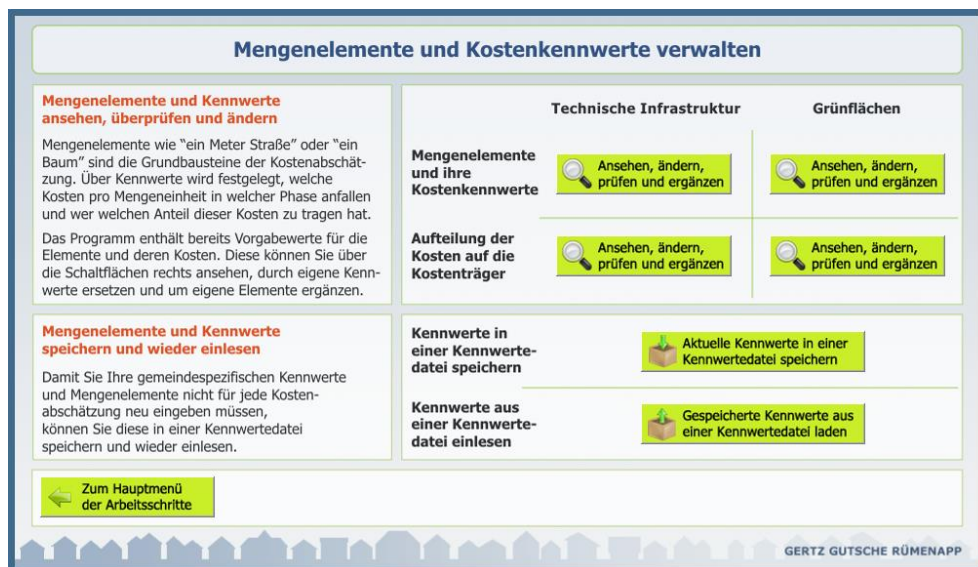 Mengenelemente und Kostenkennwerte verwalten
Mengenelemente und Kennwerte
ansehen, überprüfen und ändern
Mengenelemente wie "ein Meter Straße" oder "ein
Baum" sind die Grundbausteine der Kostenabschät-
zung. Über Kennwerte wird festgelegt, welche
Kosten pro Mengeneinheit in welcher Phase anfallen
und wer welchen Anteil dieser Kosten zu tragen hat.
Das Programm enthält bereits Vorgabewerte für die
Elemente und deren Kosten. Diese können Sie über
die Schaltflächen rechts ansehen, durch eigene Kenn-
werte ersetzen und um eigene Elemente ergänzen.
Technische Infrastruktur
Grünflächen
Mengenelemente
und ihre
Kostenkennwerte
Ansehen, ändern,
prüfen und ergänzen
Ansehen, ändern,
prüfen und ergänzen
Aufteilung der
Kosten auf die
Kostenträger
Ansehen, ändern,
prüfen und ergänzen
Ansehen, ändern,
prüfen und ergänzen
Mengenelemente und Kennwerte
speichern und wieder einlesen
Damit Sie Ihre gemeindespezifischen Kennwerte
und Mengenelemente nicht für jede Kosten-
abschätzung neu eingeben müssen,
können Sie diese in einer Kennwertedatei
speichern und wieder einlesen.
Kennwerte in
einer Kennwerte-
datei speichern
Aktuelle Kennwerte in einer
Kennwertedatei speichern
Kennwerte aus
einer Kennwerte-
datei einlesen
Gespeicherte Kennwerte aus
einer Kennwertedatei laden
Zum Hauptmenü
der Arbeitsschritte
GERTZ GUTSCHE RÜMENAPP